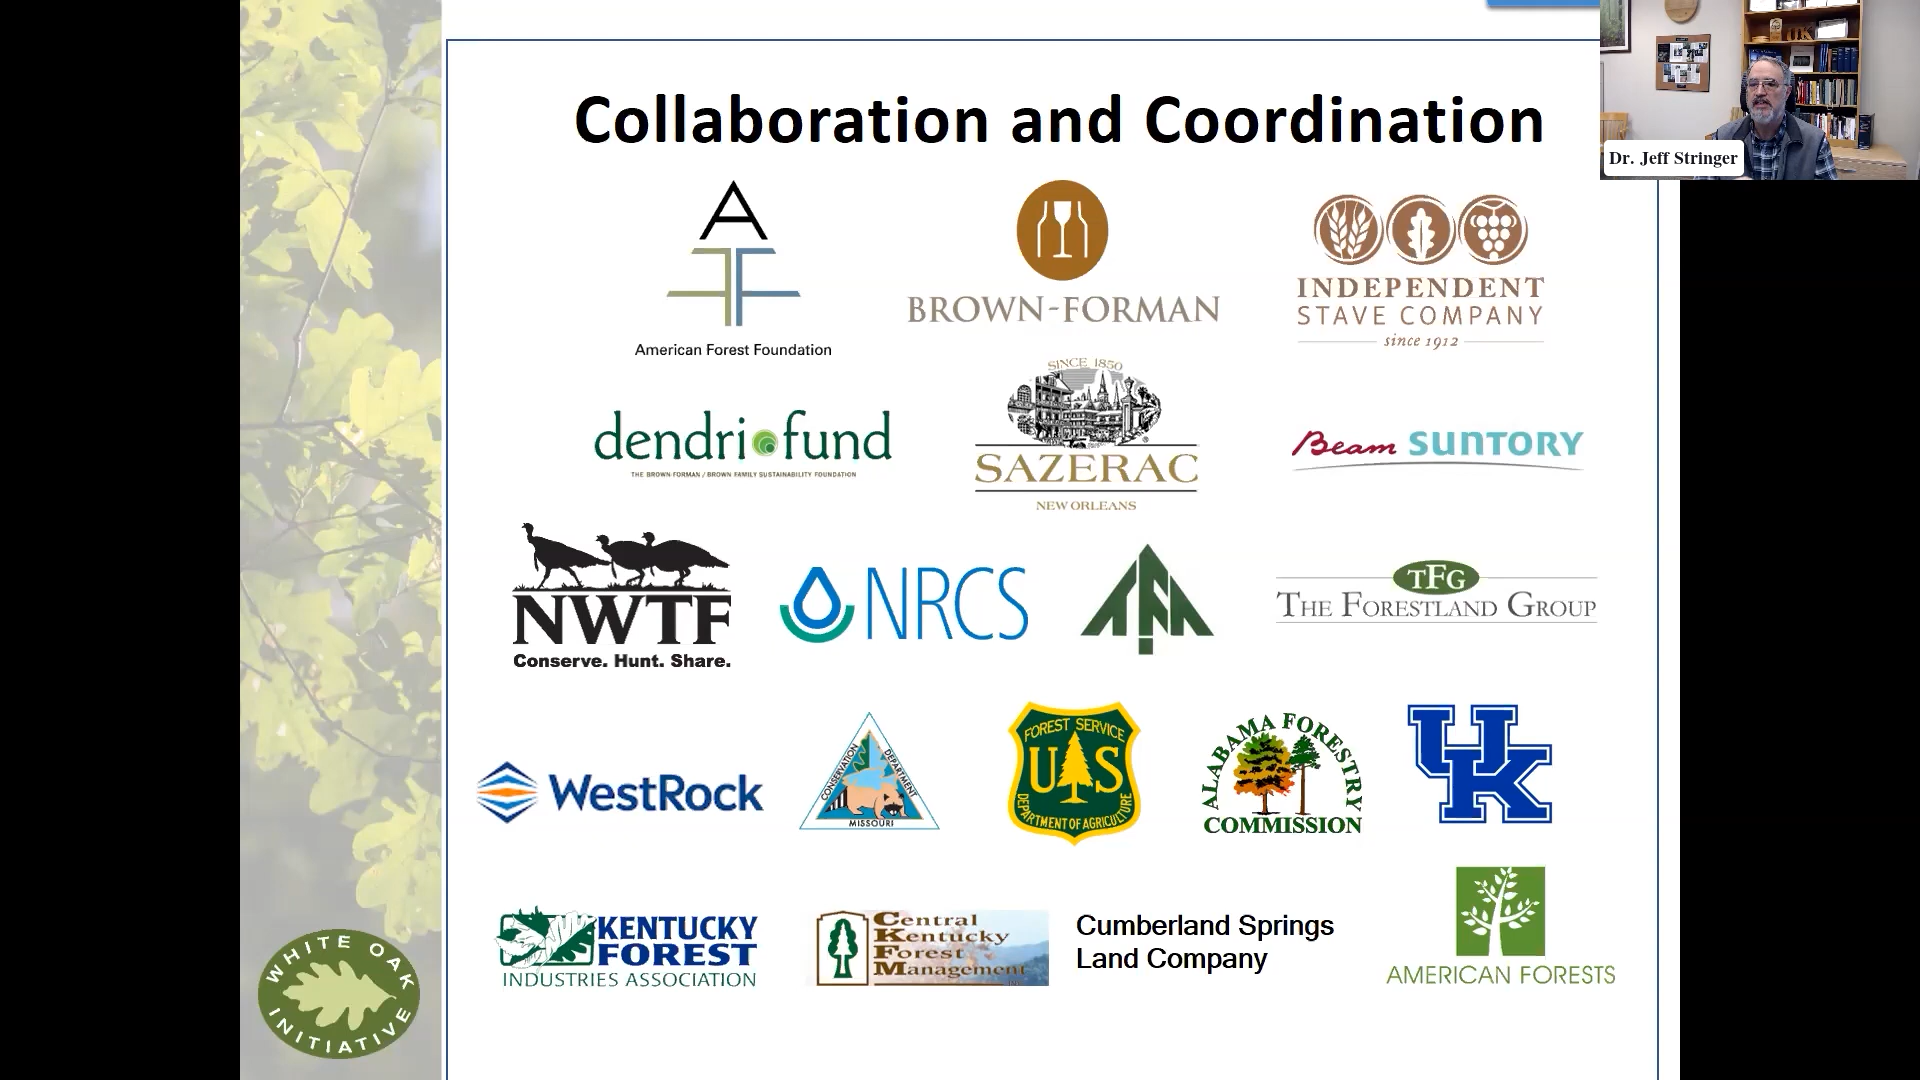 Collaboration and Coordination
Dr. Jeff Stringer
AFF
American Forest Foundation
BROWN-FORMAN
INDEPENDENT
STAVE COMPANY
since 1912
dendrifund
THE BROWN-FORMAN / BROWN FAMILY SUSTAINABILITY FOUNDATION
SINCE 1850
SAZERAC
NEW ORLEANS
Beam SUNTORY
NWTF
Conserve. Hunt. Share.
NRCS
TFG
THE FORESTLAND GROUP
WestRock
CONSERVATION
DEPARTMENT
MISSOURI
FOREST SERVICE
US
DEPARTMENT OF AGRICULTURE
ALABAMA FORESTRY
COMMISSION
UK
KENTUCKY
FOREST
INDUSTRIES ASSOCIATION
Central
Kentucky
Forest
Management
Cumberland Springs
Land Company
AMERICAN FORESTS
WHITE OAK
INITIATIVE